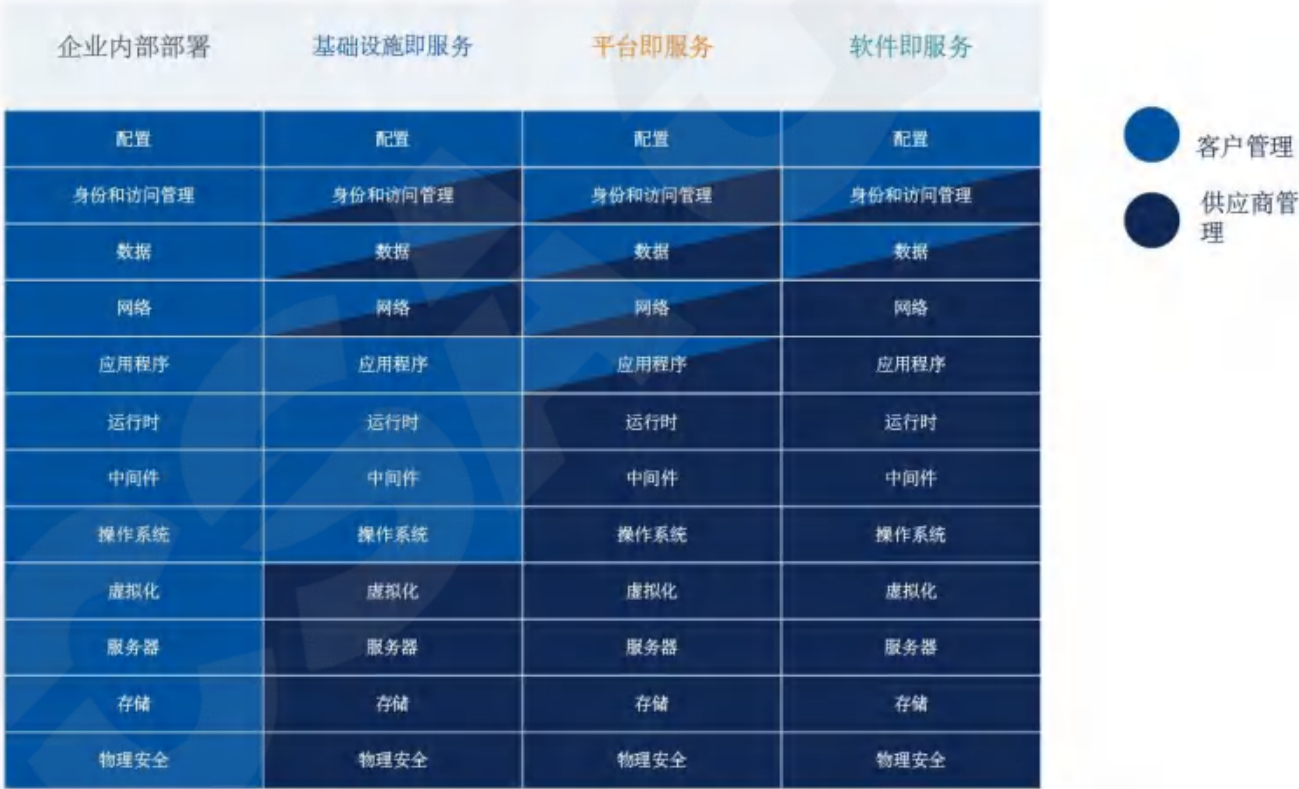 企业内部部署 基础设施即服务 平台即服务 软件即服务
配置 配置 配置 配置
身份和访问管理 身份和访问管理 身份和访问管理 身份和访问管理
数据 数据 数据 数据
网络 网络 网络 网络
应用程序 应用程序 应用程序 应用程序
运行时 运行时 运行时 运行时
中间件 中间件 中间件 中间件
操作系统 操作系统 操作系统 操作系统
虚拟化 虚拟化 虚拟化 虚拟化
服务器 服务器 服务器 服务器
存储 存储 存储 存储
物理安全 物理安全 物理安全 物理安全
客户管理
供应商管
理